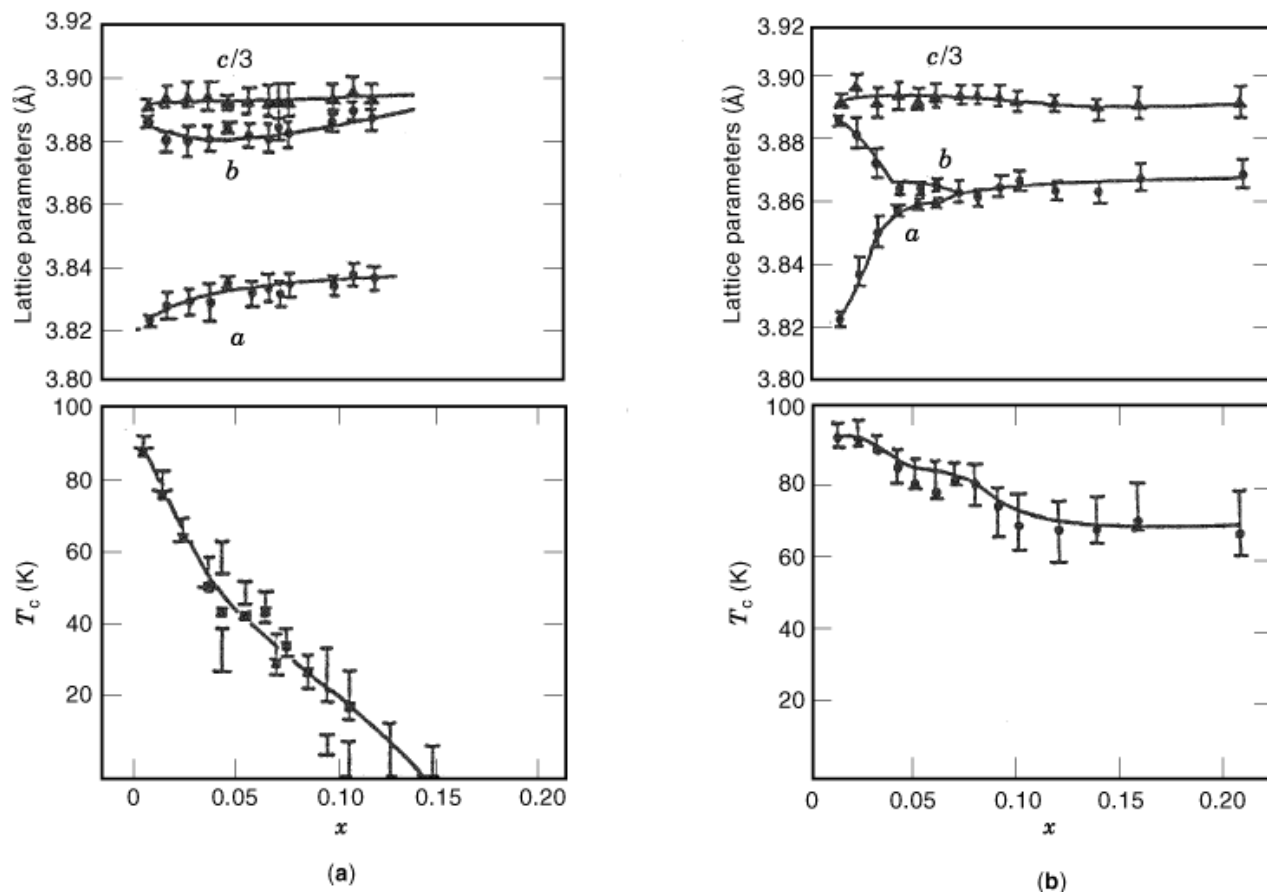 3.92
3.90
3.88
3.86
3.84
3.82
3.80
Lattice parameters (Å)
c/3
b
a
100
80
60
40
20
T_c (K)
0 0.05 0.10 0.15 0.20
x
(a)
3.92
3.90
3.88
3.86
3.84
3.82
3.80
Lattice parameters (Å)
c/3
b
a
100
80
60
40
20
T_c (K)
0 0.05 0.10 0.15 0.20
x
(b)